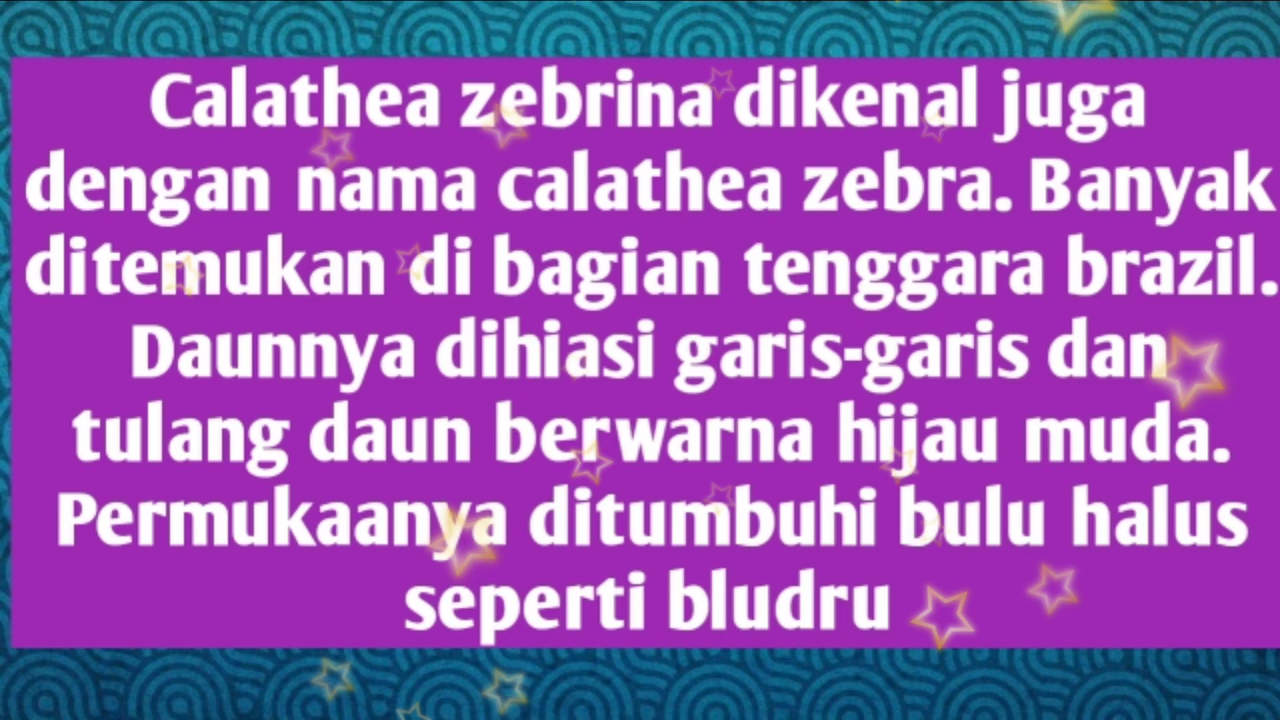 Calathea zebrina dikenal juga
dengan nama calathea zebra. Banyak
ditemukan di bagian tenggara brazil.
Daunnya dihiasi garis-garis dan
tulang daun berwarna hijau muda.
Permukaanya ditumbuhi bulu halus
seperti bludru